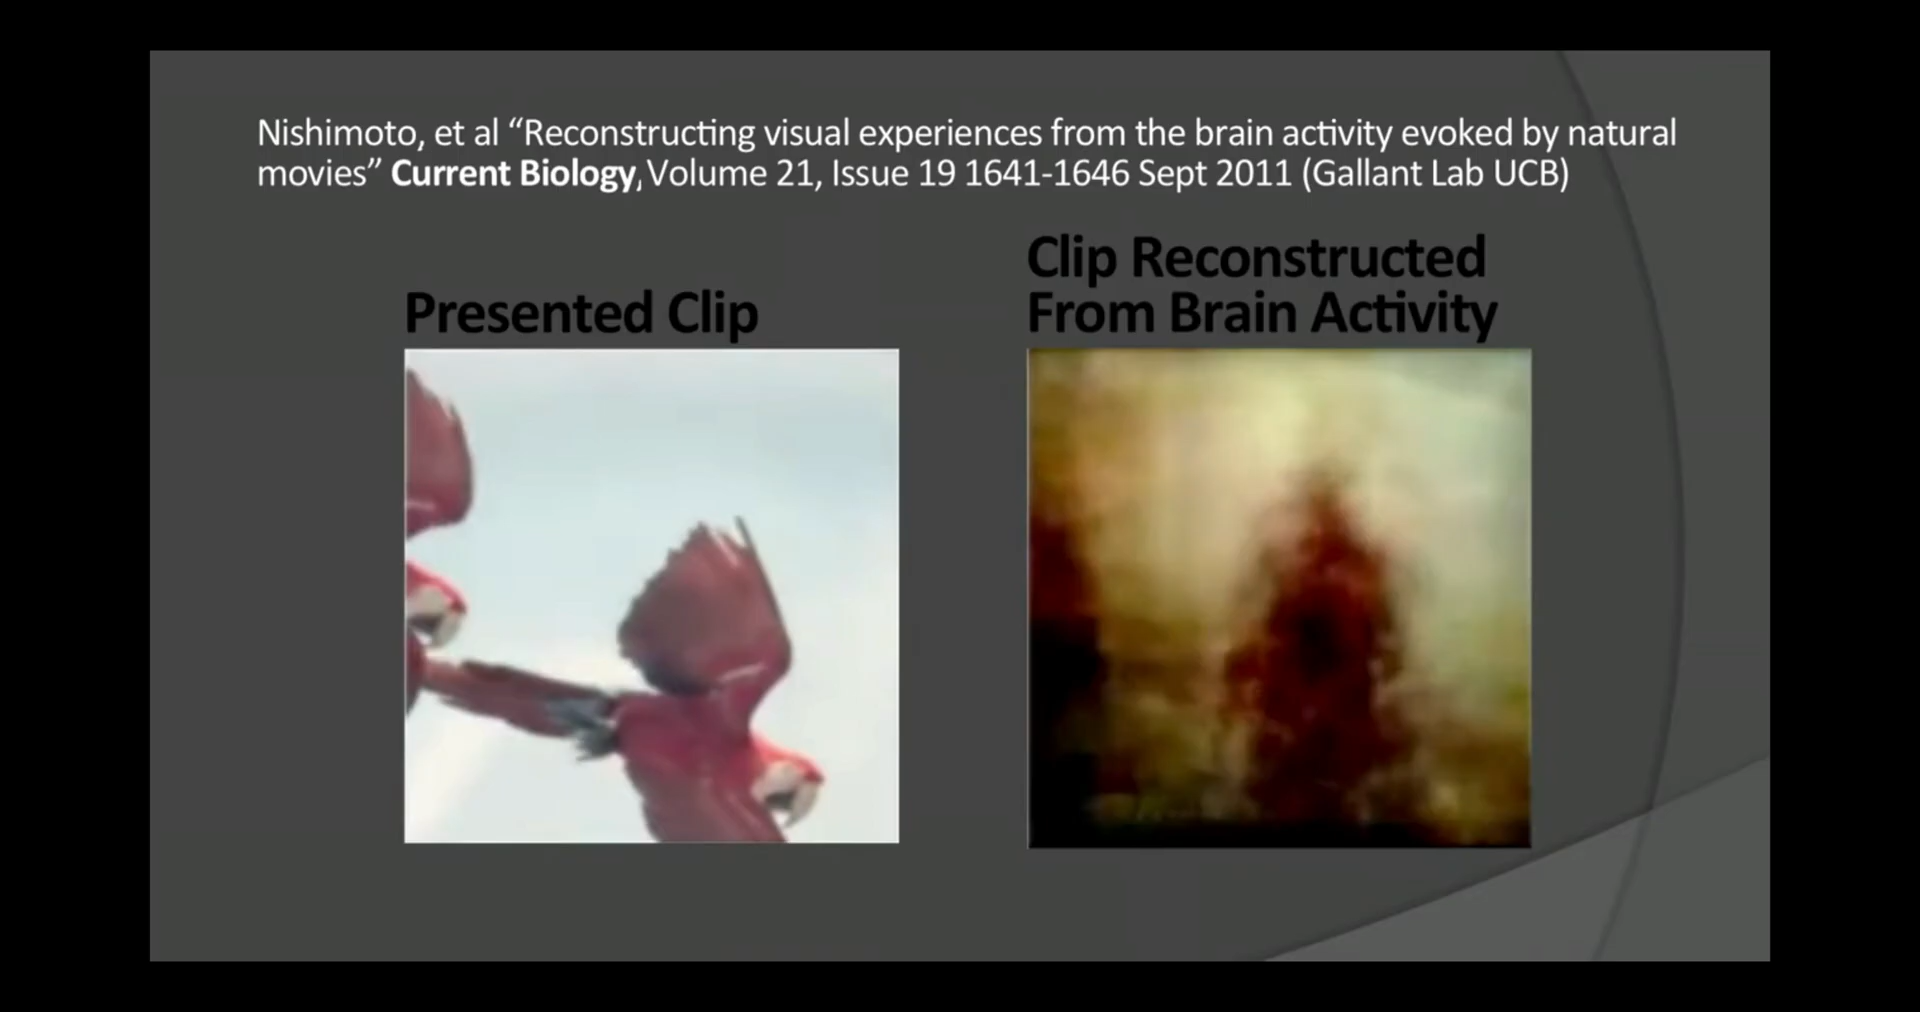 Nishimoto, et al “Reconstructing visual experiences from the brain activity evoked by natural
movies” Current Biology, Volume 21, Issue 19 1641-1646 Sept 2011 (Gallant Lab UCB)
Presented Clip
Clip Reconstructed
From Brain Activity